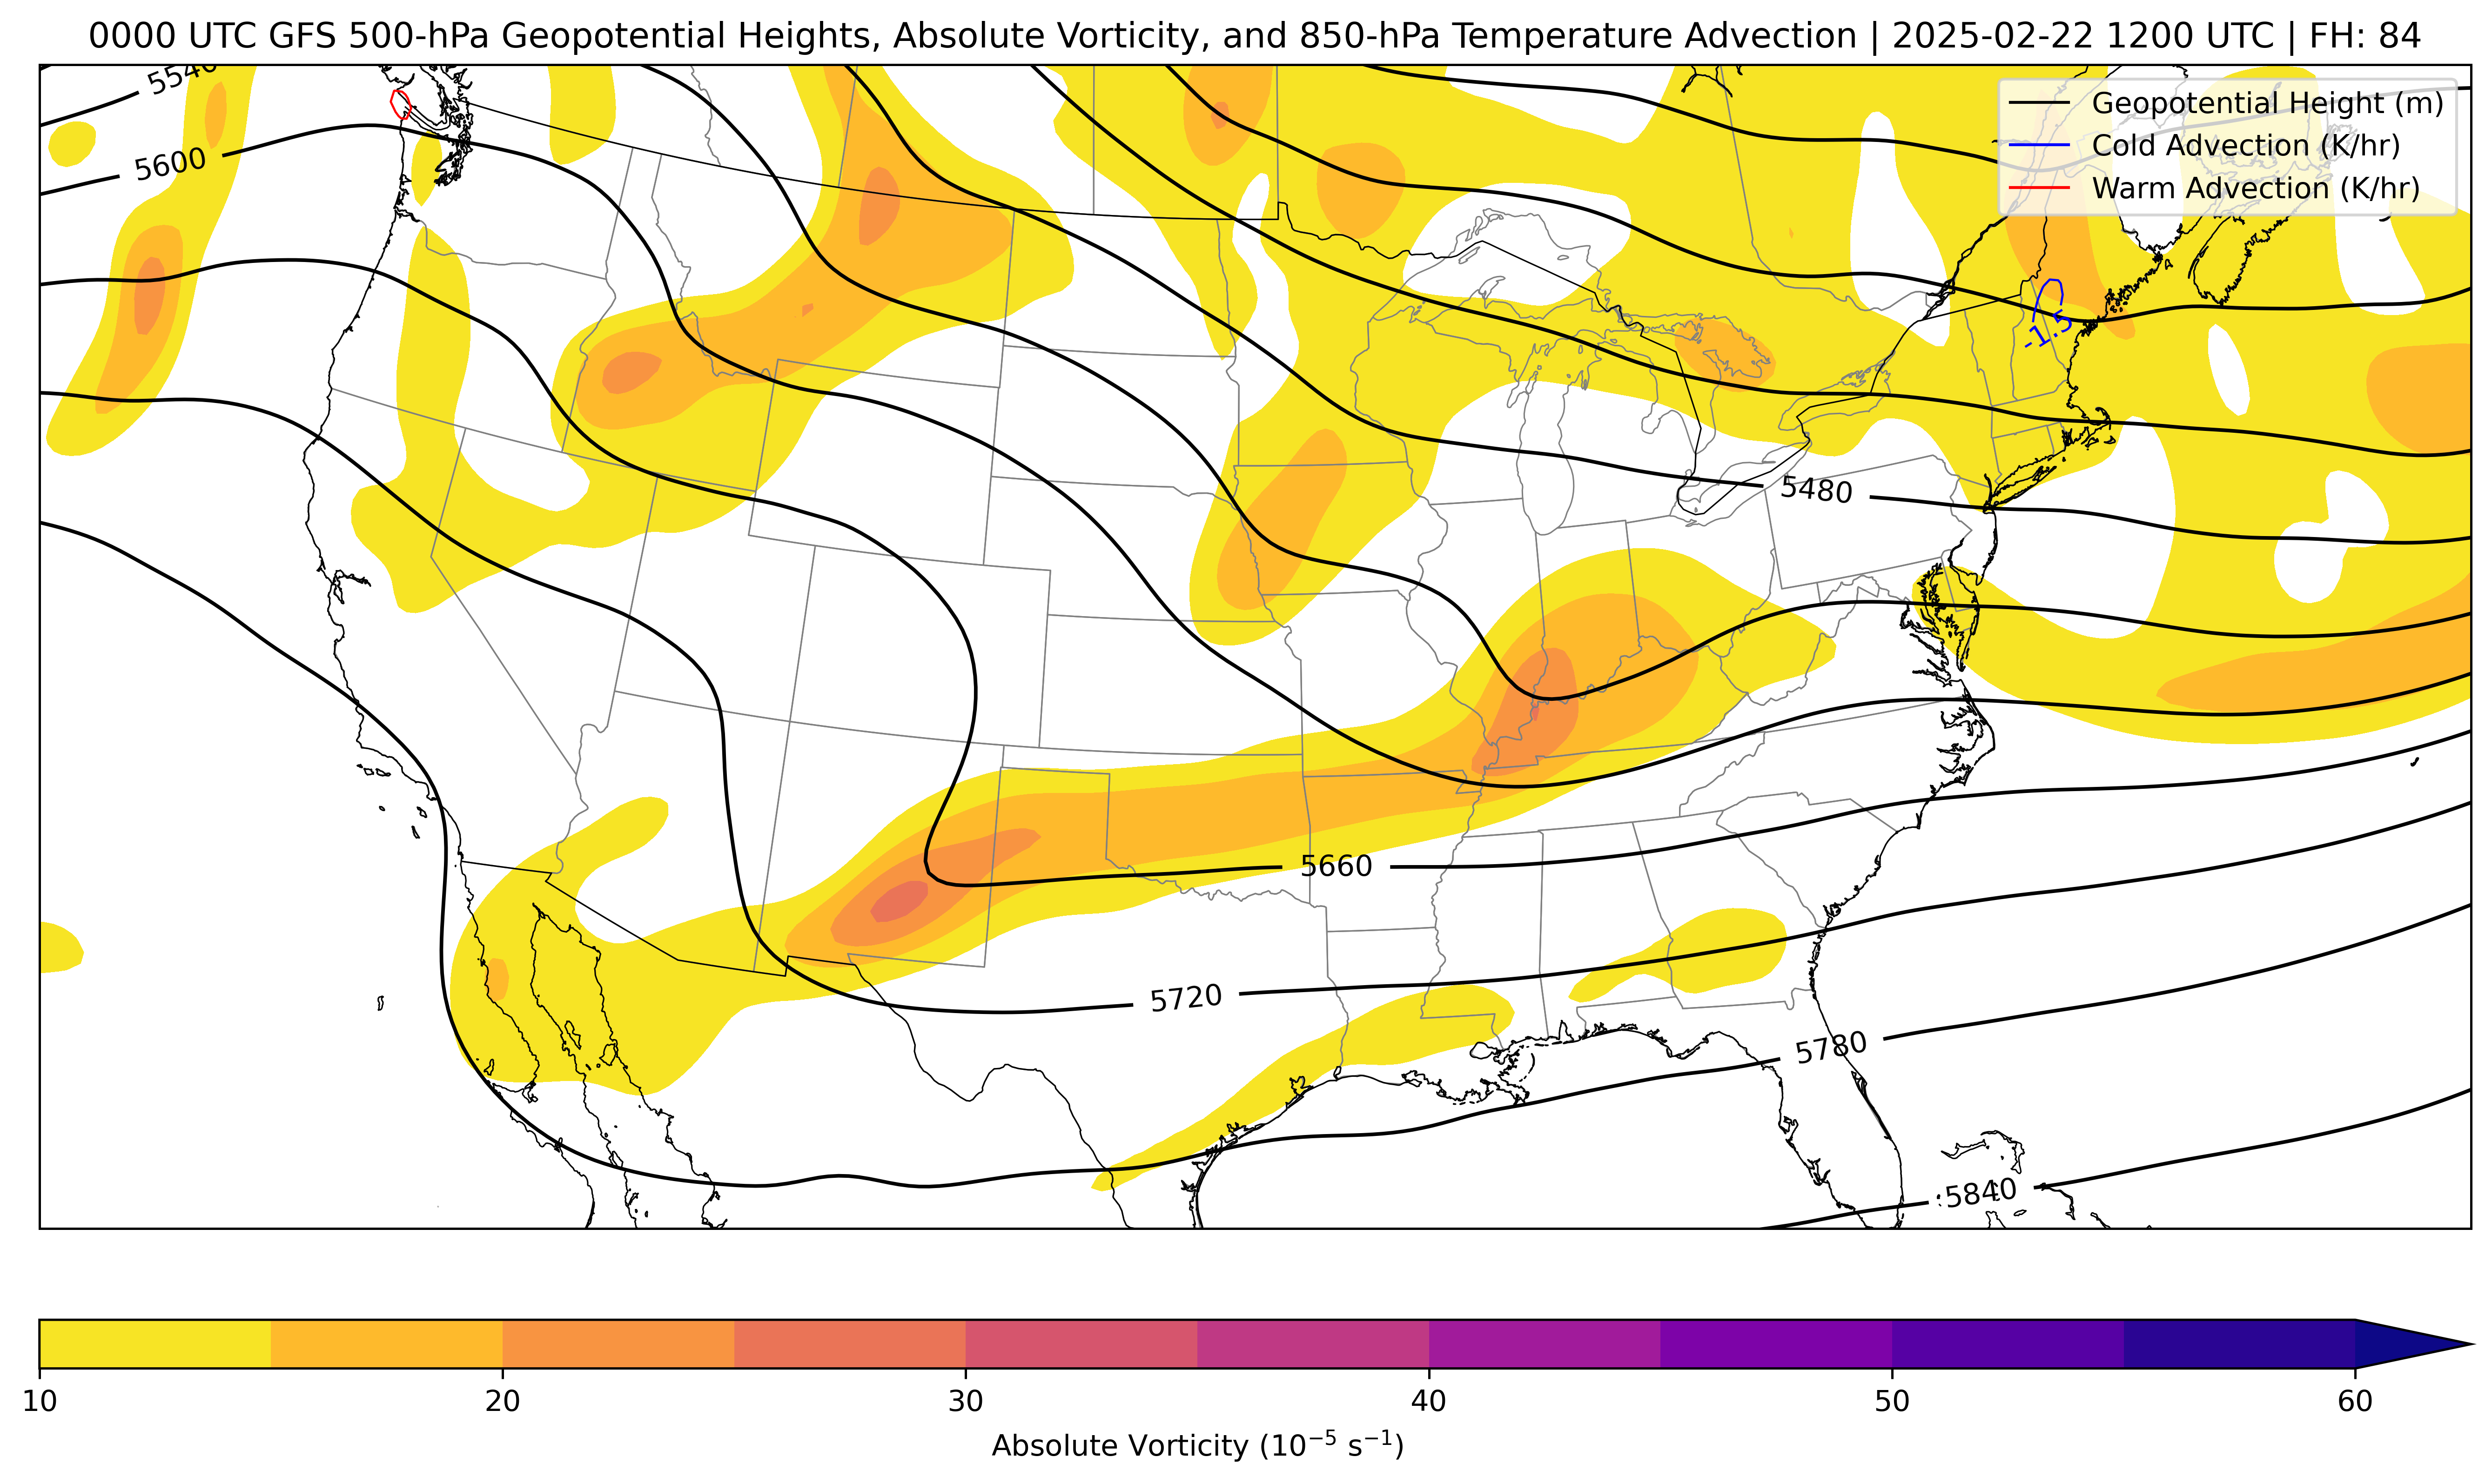 0000 UTC GFS 500-hPa Geopotential Heights, Absolute Vorticity, and 850-hPa Temperature Advection | 2025-02-22 1200 UTC | FH: 84
5540
Geopotential Height (m)
Cold Advection (K/hr)
5600
Warm Advection (K/hr)
-1.5
5480
5660
5720
5780
5840
10 20 30 40 50 60
Absolute Vorticity (10⁻⁵ s⁻¹)